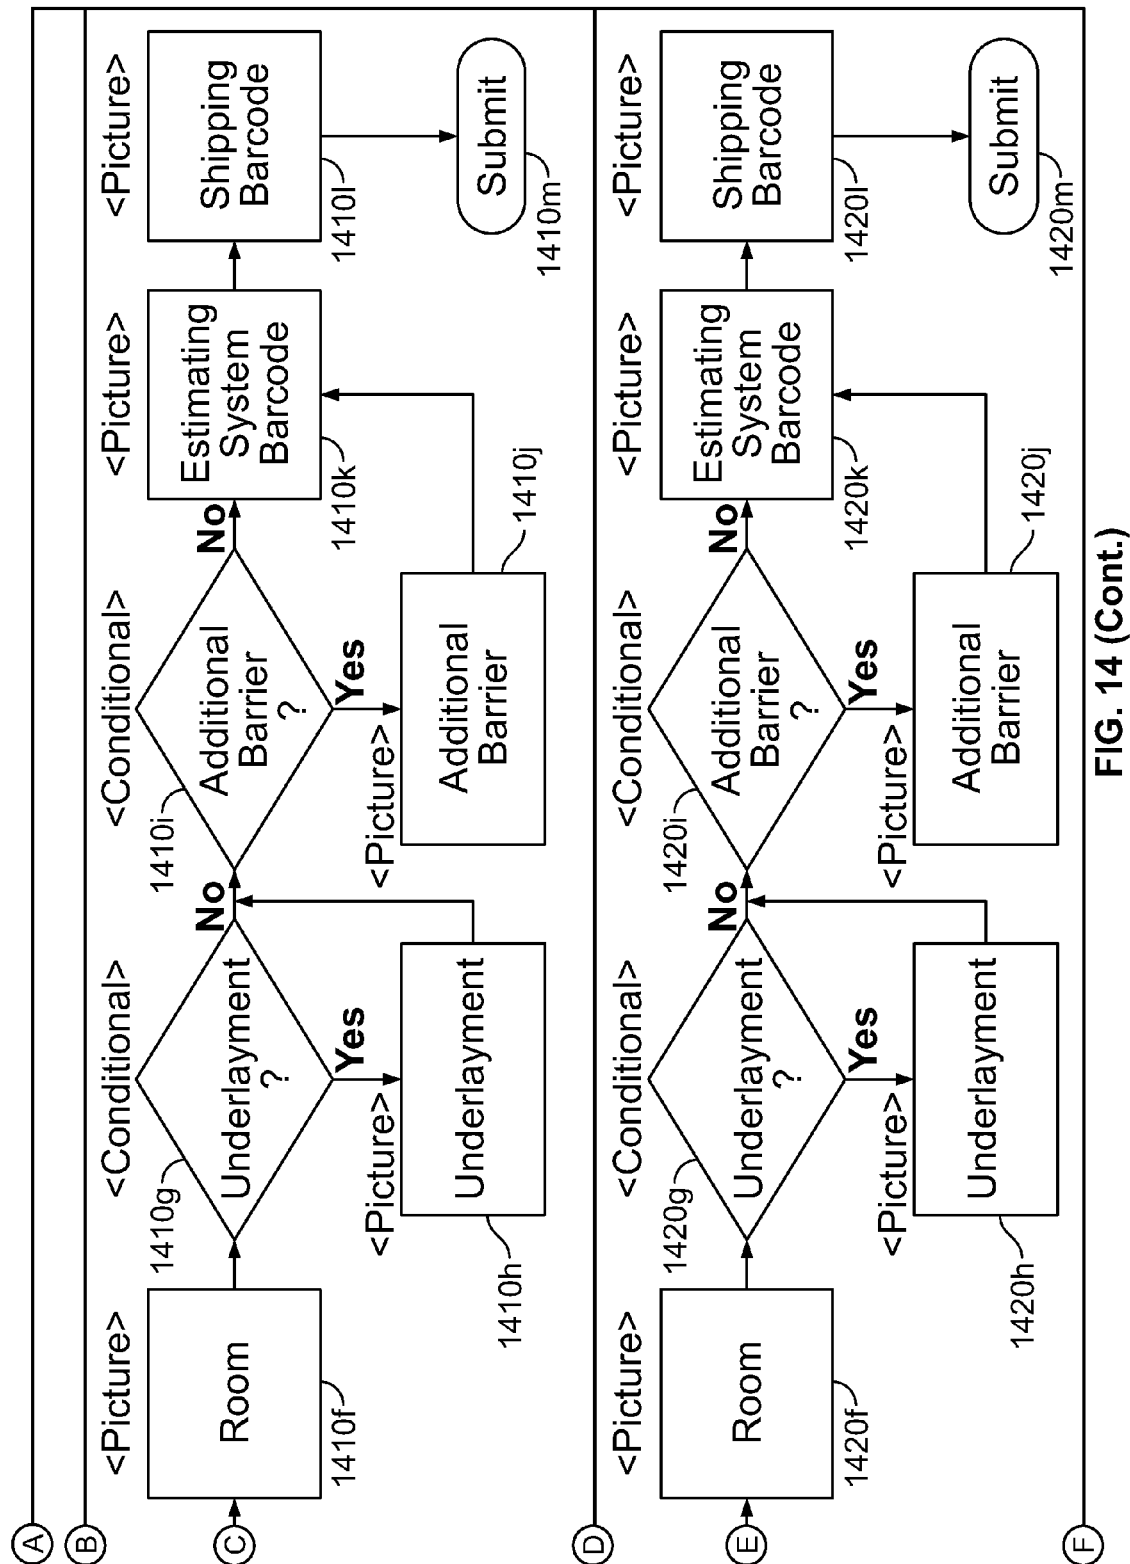 A
B
C
<Picture>
Room
1410f
<Conditional>
1410g
Underlayment
?
No
Yes
<Picture>
Underlayment
1410h
<Conditional>
1410i
Additional
Barrier
?
No
Yes
<Picture>
Additional
Barrier
1410j
<Picture>
Estimating
System
Barcode
1410k
<Picture>
Shipping
Barcode
1410l
Submit
1410m
D
E
<Picture>
Room
1420f
<Conditional>
1420g
Underlayment
?
No
Yes
<Picture>
Underlayment
1420h
<Conditional>
1420i
Additional
Barrier
?
No
Yes
<Picture>
Additional
Barrier
1420j
<Picture>
Estimating
System
Barcode
1420k
<Picture>
Shipping
Barcode
1420l
Submit
1420m
F
FIG. 14 (Cont.)